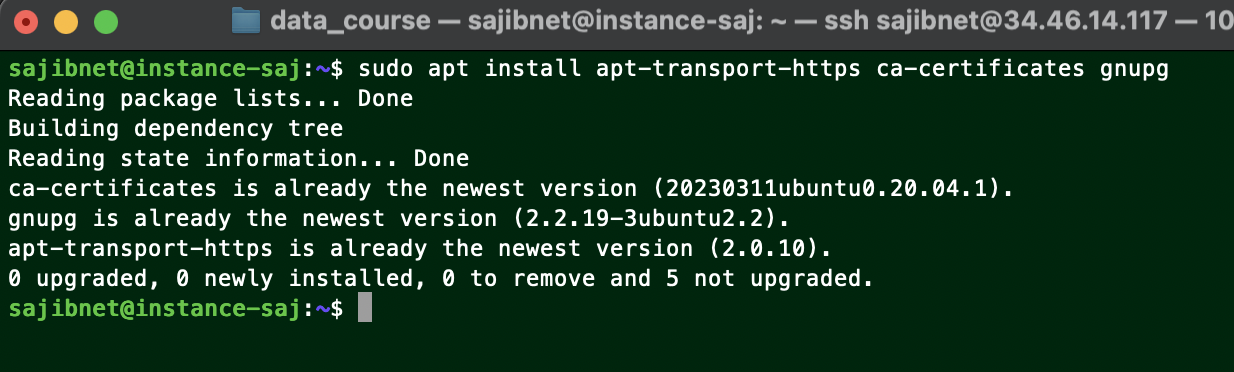 data_course — sajibnet@instance-saj: ~ — ssh sajibnet@34.46.14.117 — 10
sajibnet@instance-saj:~$ sudo apt install apt-transport-https ca-certificates gnupg
Reading package lists... Done
Building dependency tree
Reading state information... Done
ca-certificates is already the newest version (20230311ubuntu0.20.04.1).
gnupg is already the newest version (2.2.19-3ubuntu2.2).
apt-transport-https is already the newest version (2.0.10).
0 upgraded, 0 newly installed, 0 to remove and 5 not upgraded.
sajibnet@instance-saj:~$